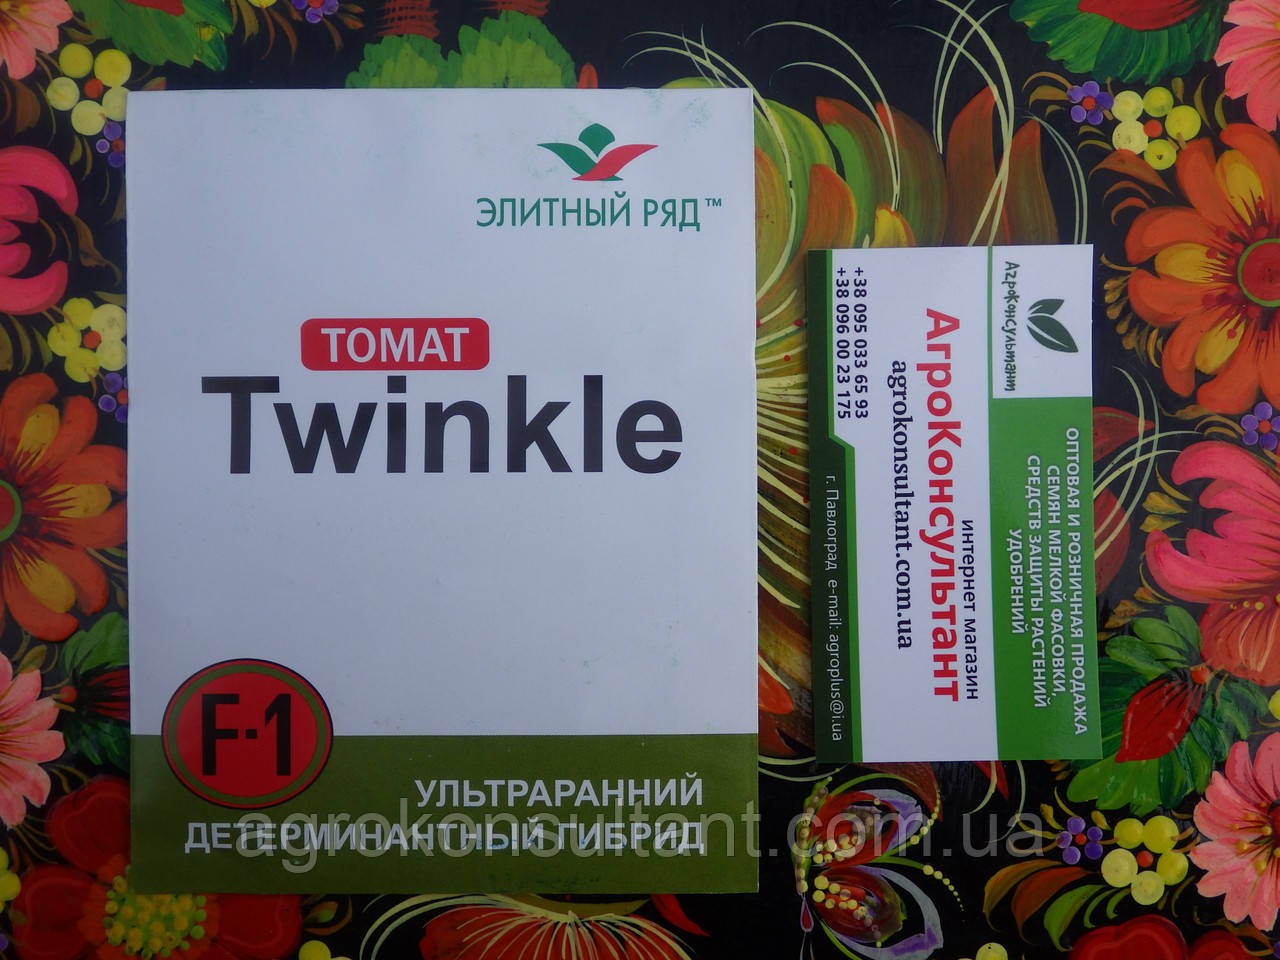 ЭЛИТНЫЙ РЯД™
ТОМАТ
Twinkle
F-1
УЛЬТРАРАННИЙ
ДЕТЕРМИНАНТНЫЙ ГИБРИД
АгроКонсультант
ОПТОВАЯ И РОЗНИЧНАЯ ПРОДАЖА
СЕМЯН МЕЛКОЙ ФАСОВКИ,
СРЕДСТВ ЗАЩИТЫ РАСТЕНИЙ
УДОБРЕНИЙ
интернет магазин
АгроКонсультант
agrokonsultant.com.ua
+38 095 033 65 93
+38 096 00 23 175
г. Павлоград e-mail: agroplus@i.ua
agrokonsultant.com.ua